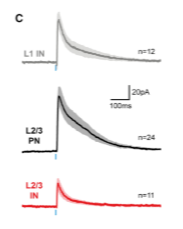 C
L1 IN
n=12
20pA
100ms
L2/3
PN
n=24
L2/3
IN
n=11